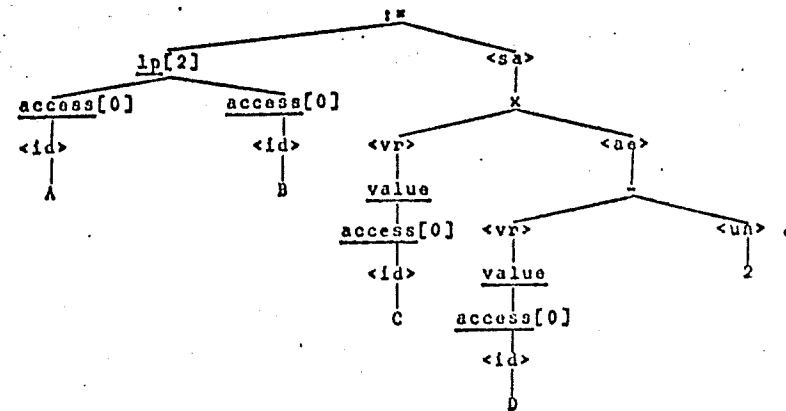 :=
lp[2] <sa>
access[0] access[0] x
<id> <id> <vr> <ae>
A B value -
access[0] <vr> <un>
<id> value 2
C access[0]
<id>
D